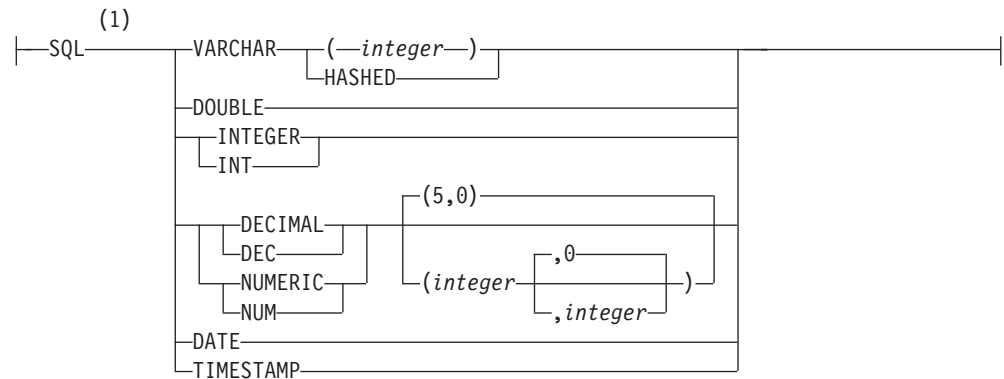 (1)
SQL VARCHAR ( integer )
HASHED
DOUBLE
INTEGER
INT
(5,0)
DECIMAL
DEC
,0
NUMERIC
(integer )
NUM
,integer
DATE
TIMESTAMP